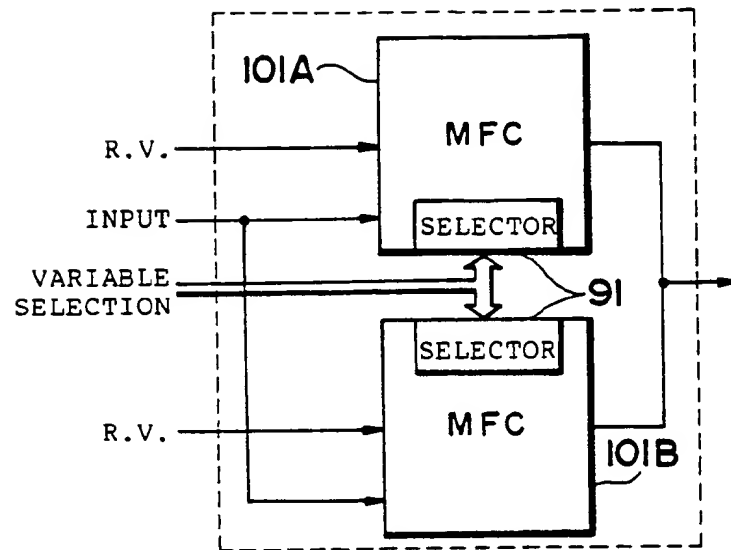 101A
MFC
R.V.
INPUT
SELECTOR
VARIABLE
SELECTION
91
SELECTOR
MFC
R.V.
101B